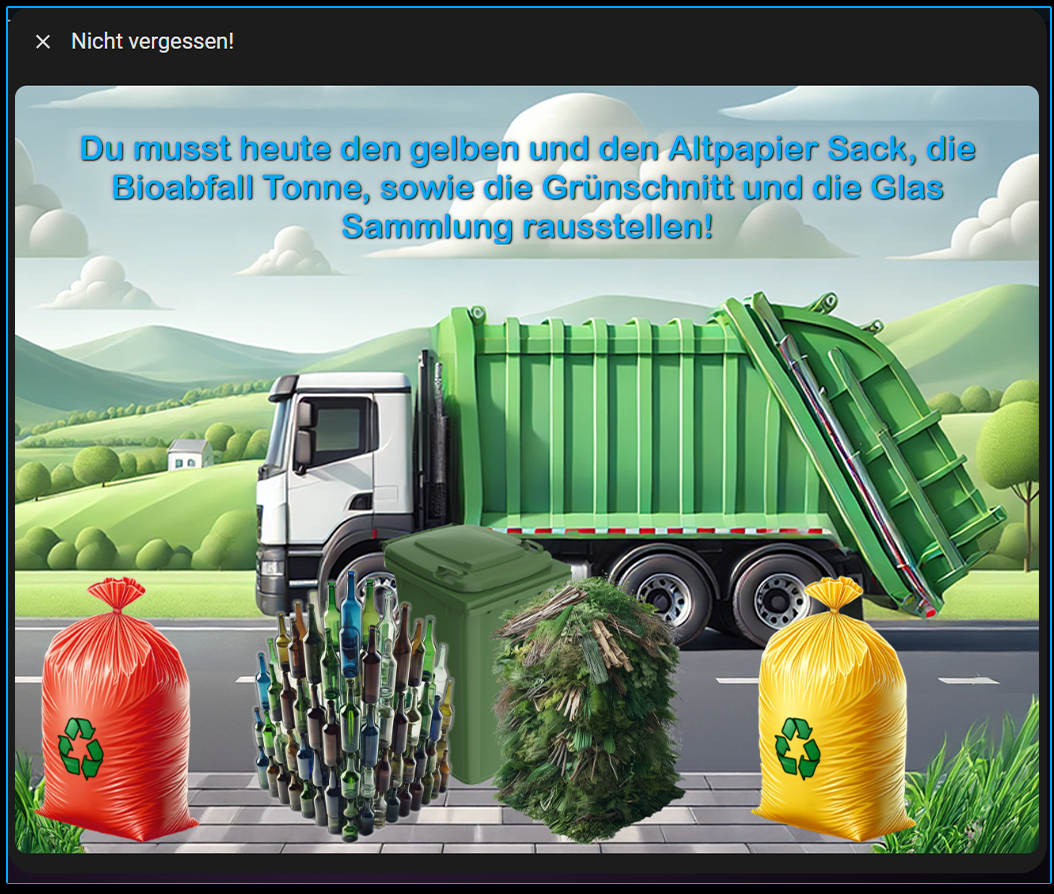 Nicht vergessen!
Du musst heute den gelben und den Altpapier Sack, die
Bioabfall Tonne, sowie die Grünschnitt und die Glas
Sammlung rausstellen!